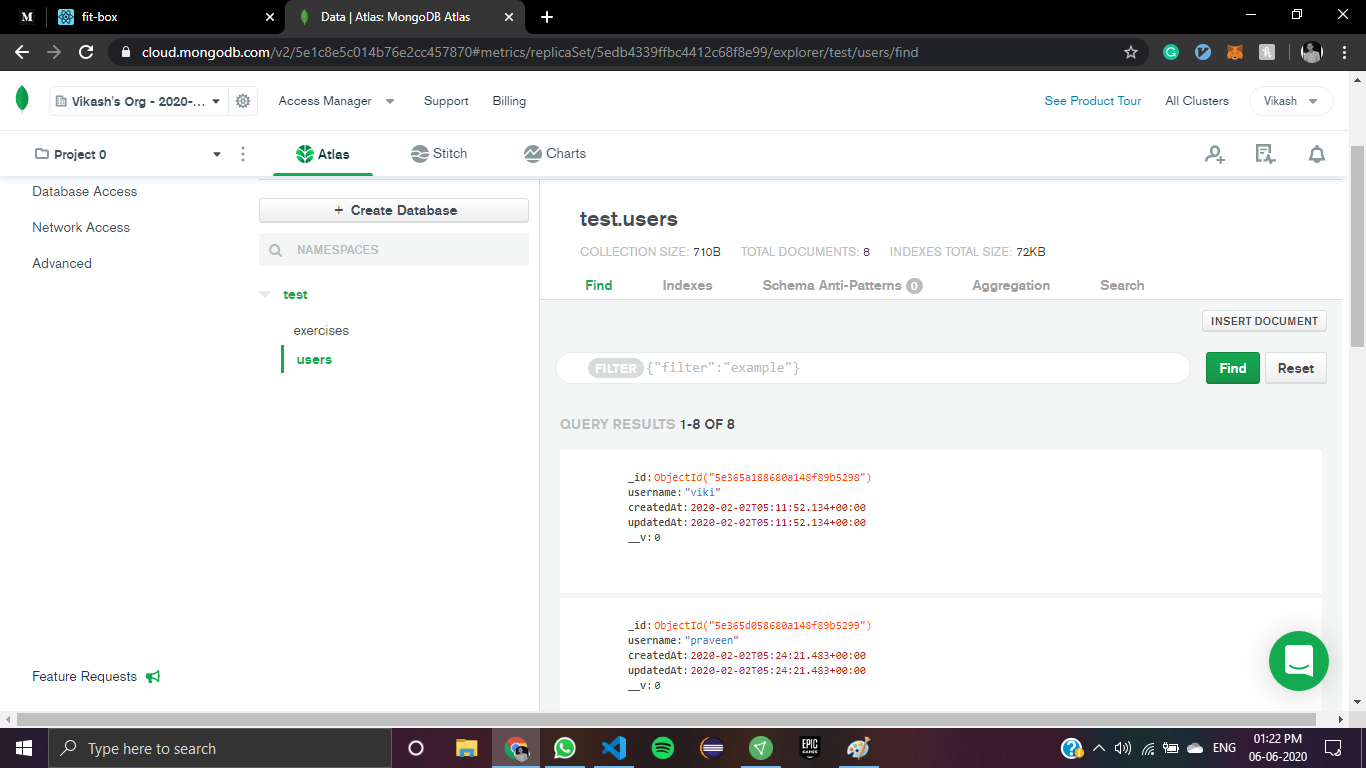 M fit-box Data | Atlas: MongoDB Atlas
cloud.mongodb.com/v2/5e1c8e5c014b76e2cc457870#metrics/replicaSet/5edb4339ffbc4412c68f8e99/explorer/test/users/find
Vikash's Org - 2020-... Access Manager Support Billing See Product Tour All Clusters Vikash
Project 0 Atlas Stitch Charts
Database Access
Network Access
Advanced
Feature Requests
+ Create Database
NAMESPACES
test
exercises
users
test.users
COLLECTION SIZE: 710B TOTAL DOCUMENTS: 8 INDEXES TOTAL SIZE: 72KB
Find Indexes Schema Anti-Patterns 0 Aggregation Search
INSERT DOCUMENT
FILTER {"filter":"example"} Find Reset
QUERY RESULTS 1-8 OF 8
_id: ObjectId("5e365a188680a148f89b5298")
username: "viki"
createdAt: 2020-02-02T05:11:52.134+00:00
updatedAt: 2020-02-02T05:11:52.134+00:00
__v: 0
_id: ObjectId("5e365d058680a148f89b5299")
username: "praveen"
createdAt: 2020-02-02T05:24:21.483+00:00
updatedAt: 2020-02-02T05:24:21.483+00:00
__v: 0
Type here to search EPIC GAMES ENG 01:22 PM
06-06-2020